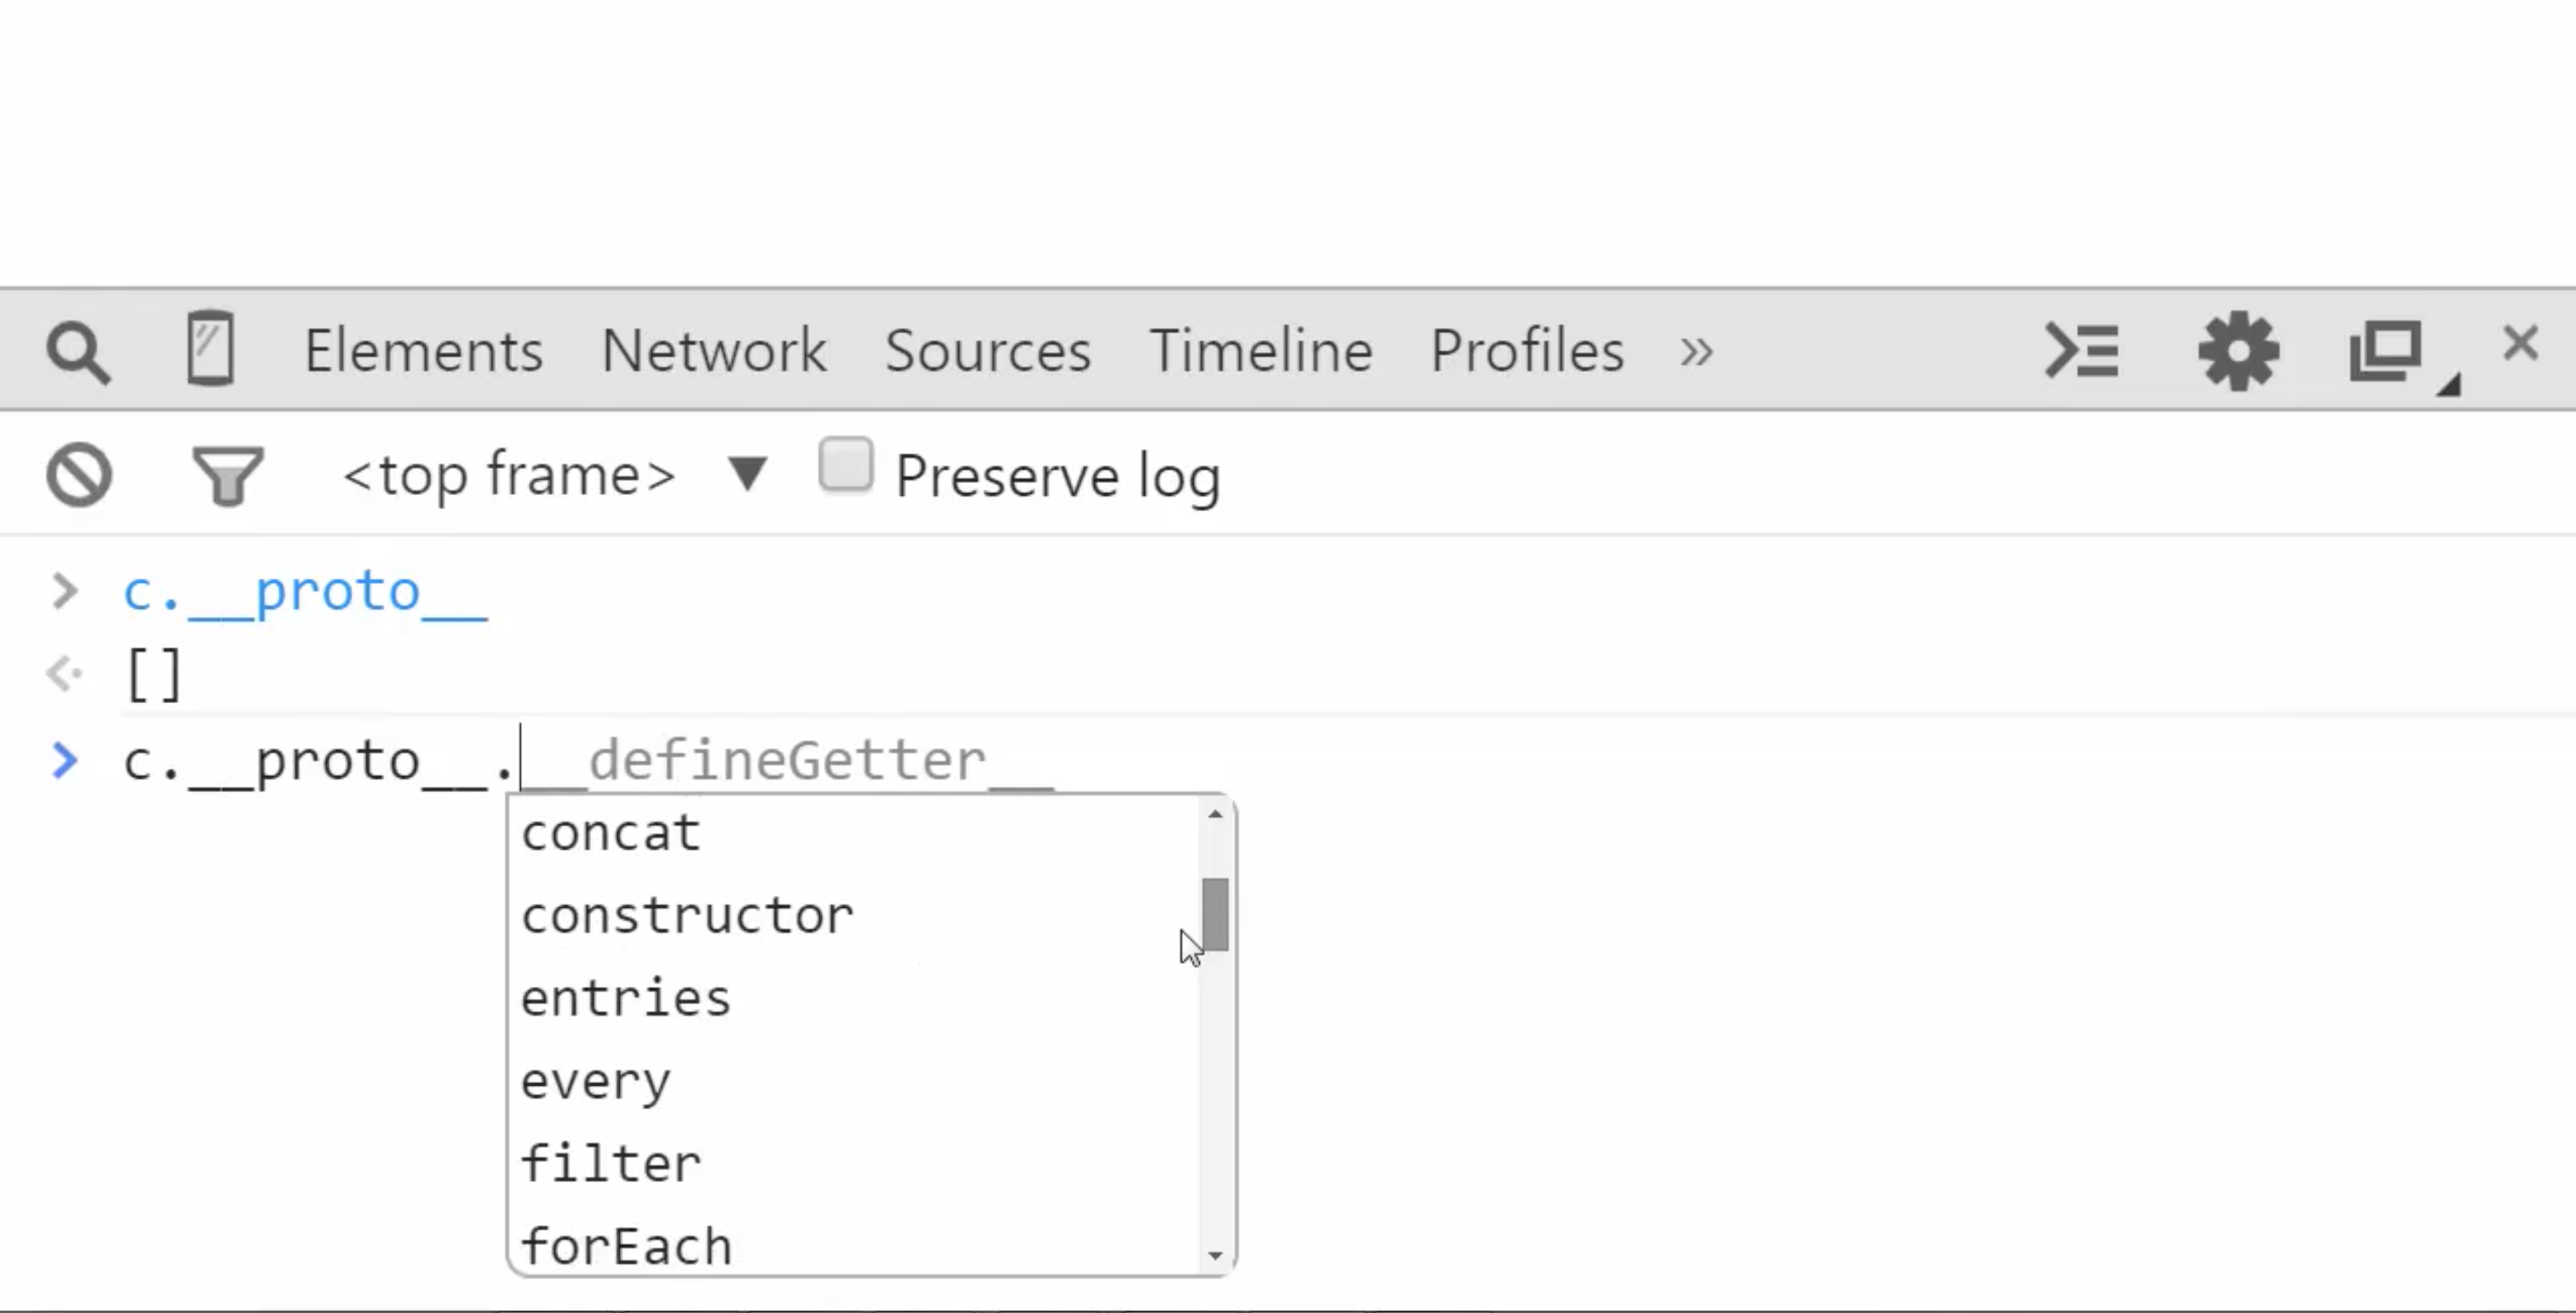 Elements Network Sources Timeline Profiles »
<top frame> ▼ Preserve log
> c.__proto__
<· []
> c.__proto__.__defineGetter__
concat
constructor
entries
every
filter
forEach